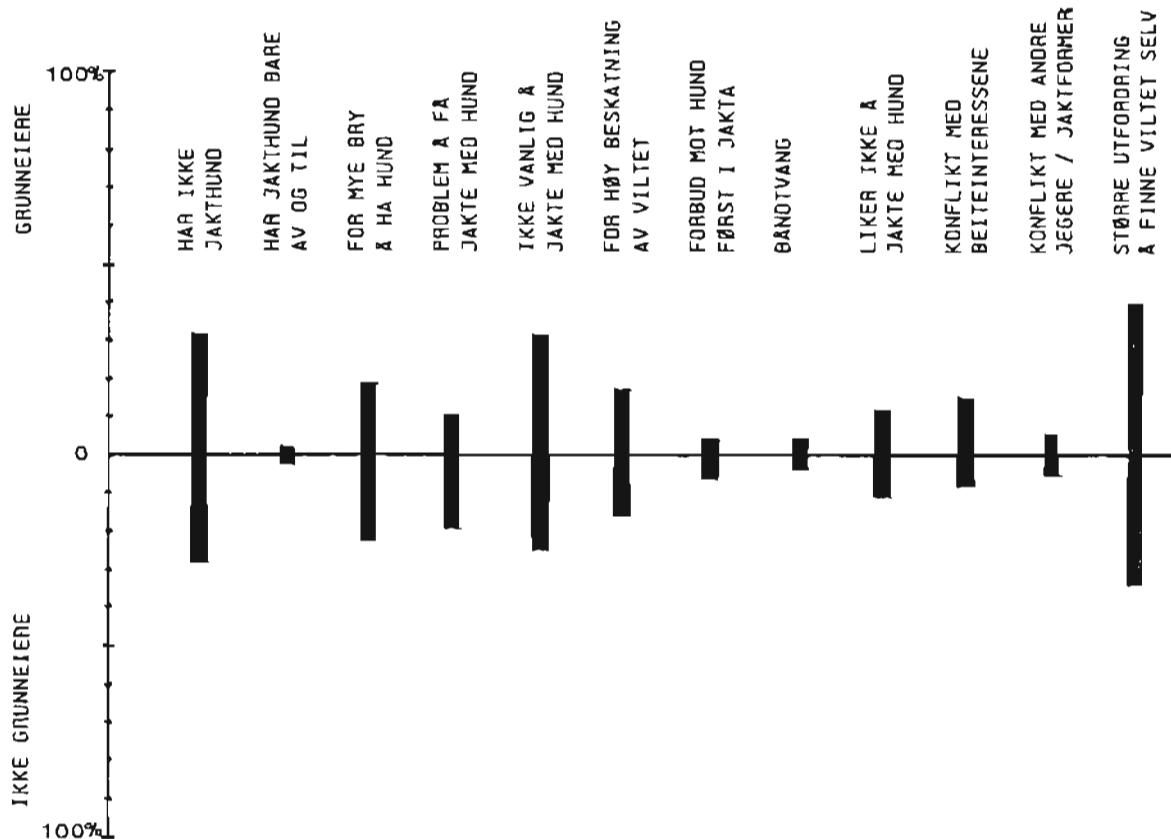 GRUNNEIERE
IKKE GRUNNEIERE
100%
0
100%
HAR IKKE
JAKTHUND
HAR JAKTHUND BARE
AV OG TIL
FOR MYE BRY
Å HA HUND
PROBLEM Å FÅ
JAKTE MED HUND
IKKE VANLIG Å
JAKTE MED HUND
FOR HØY BESKATNING
AV VILTET
FORBUD MOT HUND
FØRST I JAKTA
BÅNDTVANG
LIKER IKKE Å
JAKTE MED HUND
KONFLIKT MED
BEITEINTERESSENE
KONFLIKT MED ANDRE
JEGERE / JAKTFORMER
STØRRE UTFORDRING
Å FINNE VILTET SELV